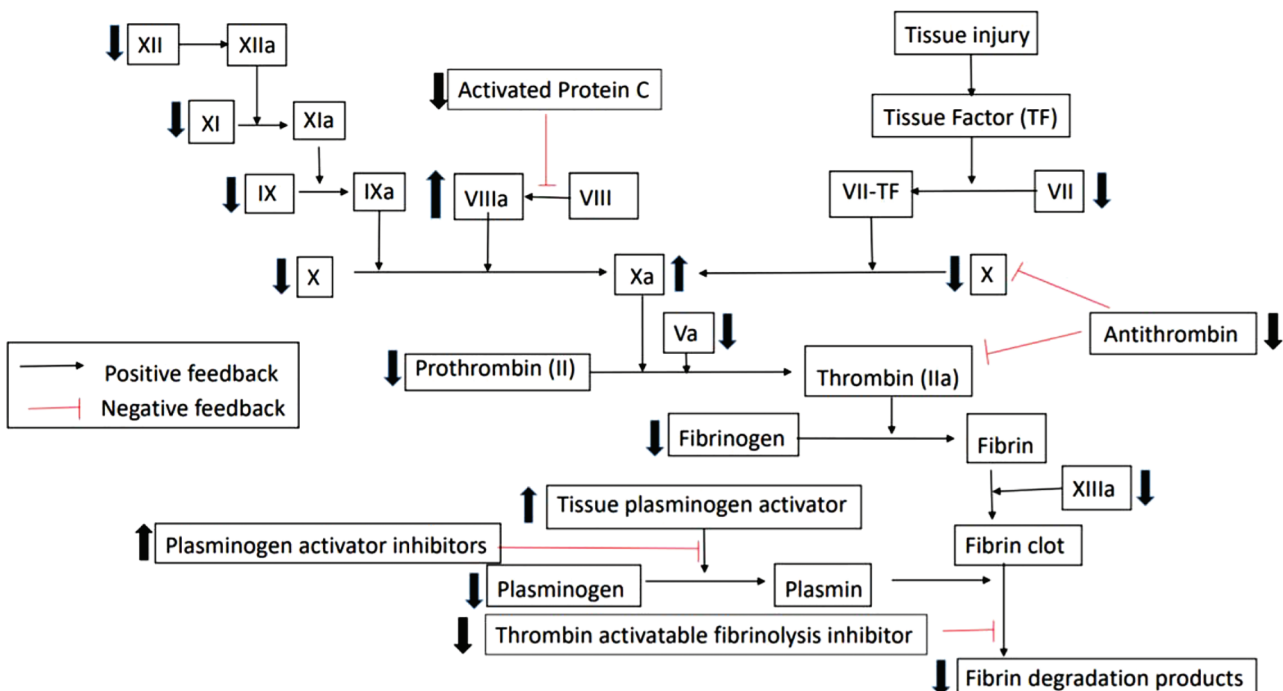 XII
XIIa
Tissue injury
Activated Protein C
XI
XIa
Tissue Factor (TF)
IX
IXa
VIIIa
VIII
VII-TF
VII
X
Xa
X
Va
Antithrombin
Prothrombin (II)
Thrombin (IIa)
Positive feedback
Negative feedback
Fibrinogen
Fibrin
Tissue plasminogen activator
XIIIa
Plasminogen activator inhibitors
Fibrin clot
Plasminogen
Plasmin
Thrombin activatable fibrinolysis inhibitor
Fibrin degradation products